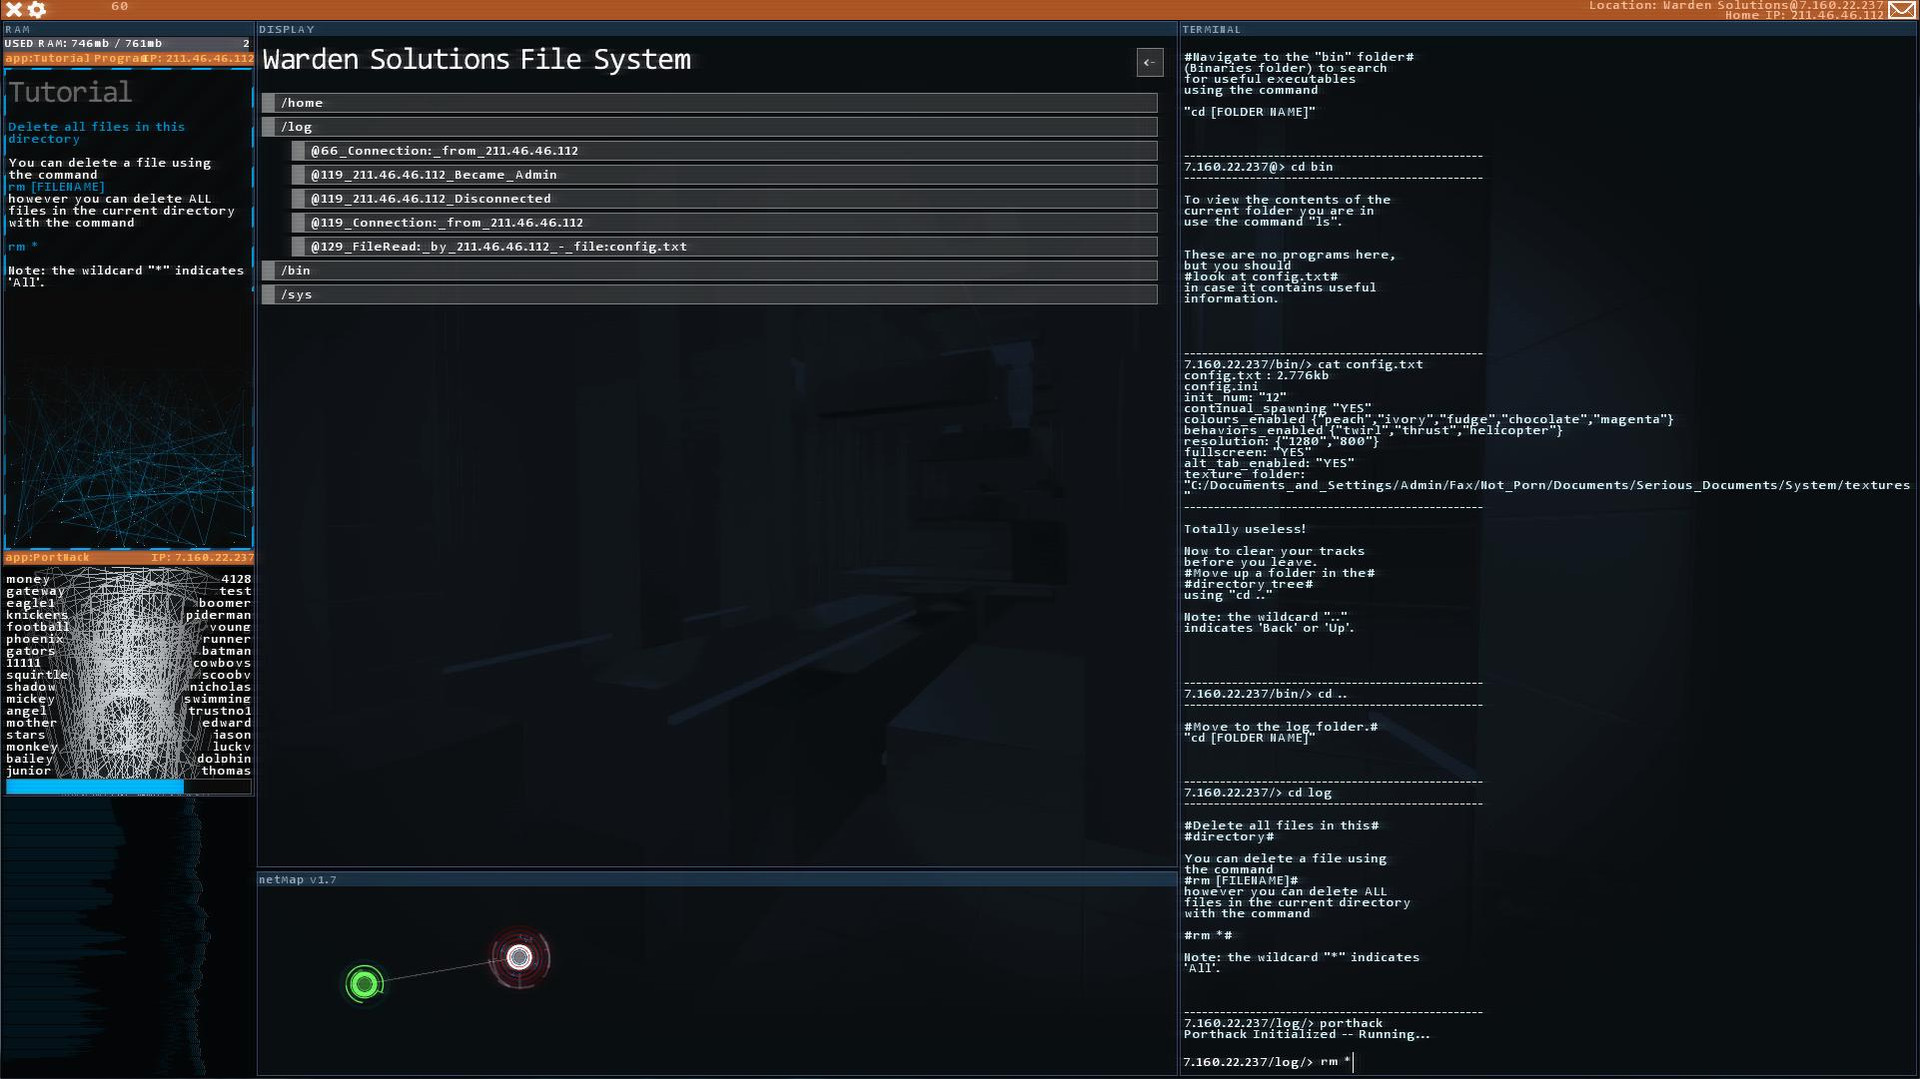 60
Location: Warden Solutions@7.160.22.237
Home IP: 211.46.46.112
RAM
USED RAM: 746mb / 761mb
2
app:Tutorial Program
IP: 211.46.46.112
Tutorial
Delete all files in this
directory
You can delete a file using
the command
rm [FILENAME]
however you can delete ALL
files in the current directory
with the command
rm *
Note: the wildcard "*" indicates
'All'.
app:PortHack
IP: 7.160.22.237
money 4128
gateway test
eagle1 boomer
knickers piderman
football young
phoenix runner
gators batman
11111 cowboys
squirtle scooby
shadow nicholas
mickey swimming
angel trustno1
mother edward
stars jason
monkey lucky
bailey dolphin
junior thomas
DISPLAY
Warden Solutions File System
<-
/home
/log
@66_Connection:_from_211.46.46.112
@119_211.46.46.112_Became_Admin
@119_211.46.46.112_Disconnected
@119_Connection:_from_211.46.46.112
@129_FileRead:_by_211.46.46.112_-_file:config.txt
/bin
/sys
netMap v1.7
TERMINAL
#Navigate to the "bin" folder#
(Binaries folder) to search
for useful executables
using the command
"cd [FOLDER NAME]"
7.160.22.237@> cd bin
To view the contents of the
current folder you are in
use the command "ls".
These are no programs here,
but you should
#look at config.txt#
in case it contains useful
information.
7.160.22.237/bin/> cat config.txt
config.txt : 2.776kb
config.ini
init_num: "12"
continual_spawning "YES"
colours_enabled {"peach","ivory","fudge","chocolate","magenta"}
behaviors_enabled {"twirl","thrust","helicopter"}
resolution: {"1280","800"}
fullscreen: "YES"
alt_tab_enabled: "YES"
texture_folder:
"C:/Documents_and_Settings/Admin/Fax/Not_Porn/Documents/Serious_Documents/System/textures
"
Totally useless!
Now to clear your tracks
before you leave.
#Move up a folder in the#
#directory tree#
using "cd .."
Note: the wildcard ".."
indicates 'Back' or 'Up'.
7.160.22.237/bin/> cd ..
#Move to the log folder.#
"cd [FOLDER NAME]"
7.160.22.237/> cd log
#Delete all files in this#
#directory#
You can delete a file using
the command
#rm [FILENAME]#
however you can delete ALL
files in the current directory
with the command
#rm *#
Note: the wildcard "*" indicates
'All'.
7.160.22.237/log/> porthack
Porthack Initialized -- Running...
7.160.22.237/log/> rm *